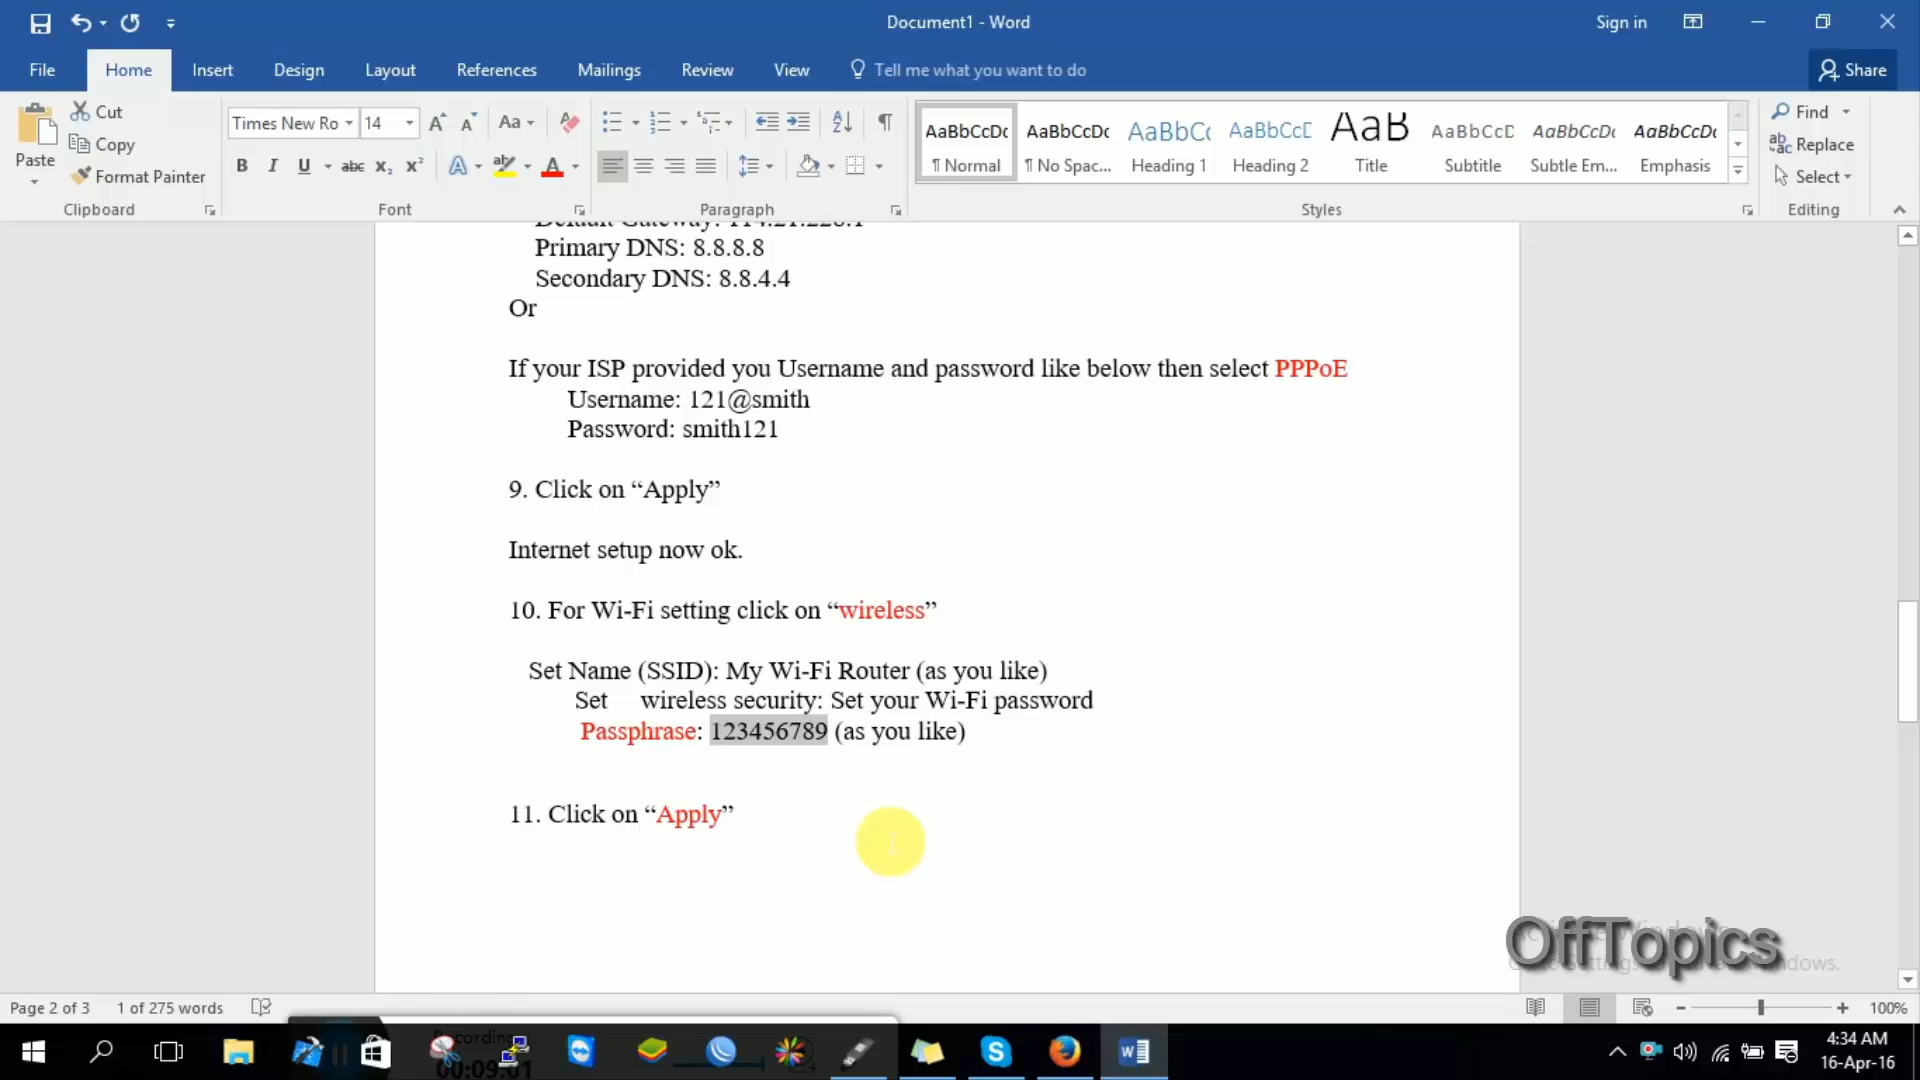 Document1 - Word
Sign in
File Home Insert Design Layout References Mailings Review View Tell me what you want to do
Share
Paste
Cut
Copy
Format Painter
Clipboard
Times New Ro 14
Font
Paragraph
AaBbCcDc AaBbCcDc AaBbCc AaBbCcE AaB AaBbCcD AaBbCcDc AaBbCcDc
¶ Normal ¶ No Spac... Heading 1 Heading 2 Title Subtitle Subtle Em... Emphasis
Styles
Find
Replace
Select
Editing
Default Gateway:
Primary DNS: 8.8.8.8
Secondary DNS: 8.8.4.4
Or
If your ISP provided you Username and password like below then select PPPoE
Username: 121@smith
Password: smith121
9. Click on “Apply”
Internet setup now ok.
10. For Wi-Fi setting click on “wireless”
Set Name (SSID): My Wi-Fi Router (as you like)
Set wireless security: Set your Wi-Fi password
Passphrase: 123456789 (as you like)
11. Click on “Apply”
OffTopics
Page 2 of 3 1 of 275 words
100%
4:34 AM
16-Apr-16